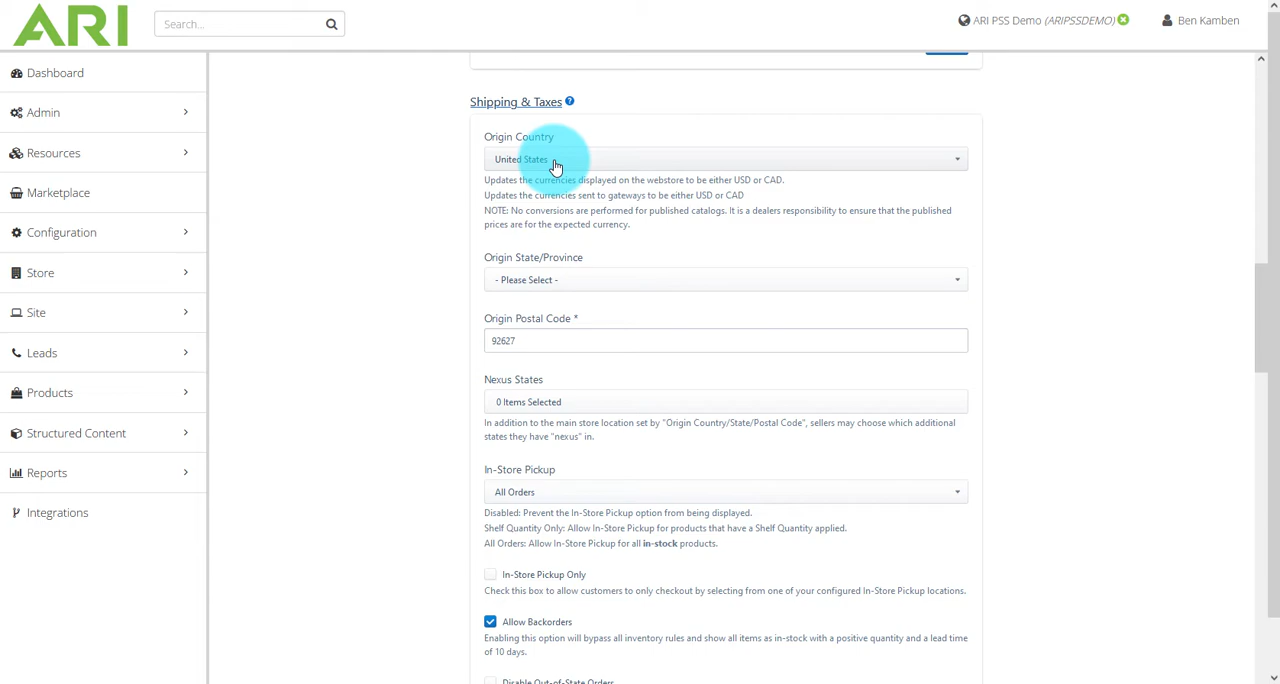 ARI
Search...
ARI PSS Demo (ARIPSSDEMO)
Ben Kamben
Dashboard
Admin
Resources
Marketplace
Configuration
Store
Site
Leads
Products
Structured Content
Reports
Integrations
Shipping & Taxes
Origin Country
United States
Updates the currencies displayed on the webstore to be either USD or CAD.
Updates the currencies sent to gateways to be either USD or CAD
NOTE: No conversions are performed for published catalogs. It is a dealers responsibility to ensure that the published
prices are for the expected currency.
Origin State/Province
- Please Select -
Origin Postal Code *
92627
Nexus States
0 Items Selected
In addition to the main store location set by "Origin Country/State/Postal Code", sellers may choose which additional
states they have "nexus" in.
In-Store Pickup
All Orders
Disabled: Prevent the In-Store Pickup option from being displayed.
Shelf Quantity Only: Allow In-Store Pickup for products that have a Shelf Quantity applied.
All Orders: Allow In-Store Pickup for all in-stock products.
In-Store Pickup Only
Check this box to allow customers to only checkout by selecting from one of your configured In-Store Pickup locations.
Allow Backorders
Enabling this option will bypass all inventory rules and show all items as in-stock with a positive quantity and a lead time
of 10 days.
Disable Out-of-State Orders